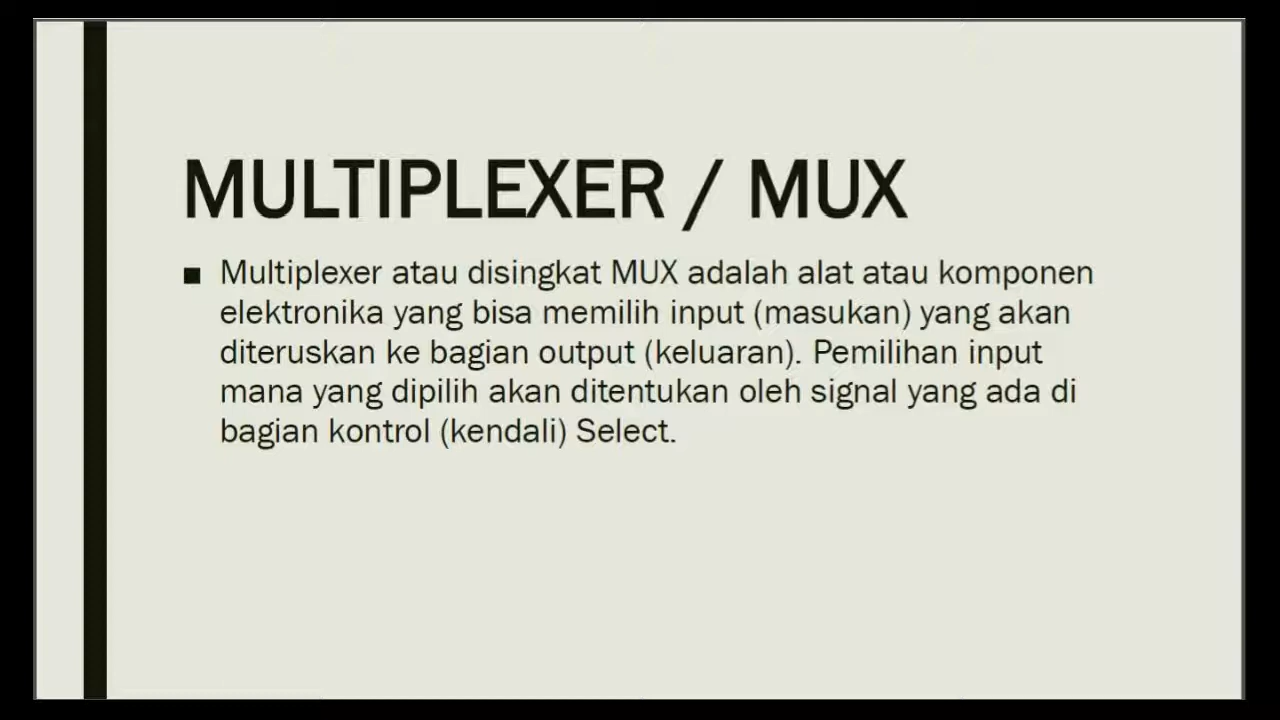 MULTIPLEXER / MUX
■ Multiplexer atau disingkat MUX adalah alat atau komponen
elektronika yang bisa memilih input (masukan) yang akan
diteruskan ke bagian output (keluaran). Pemilihan input
mana yang dipilih akan ditentukan oleh signal yang ada di
bagian kontrol (kendali) Select.